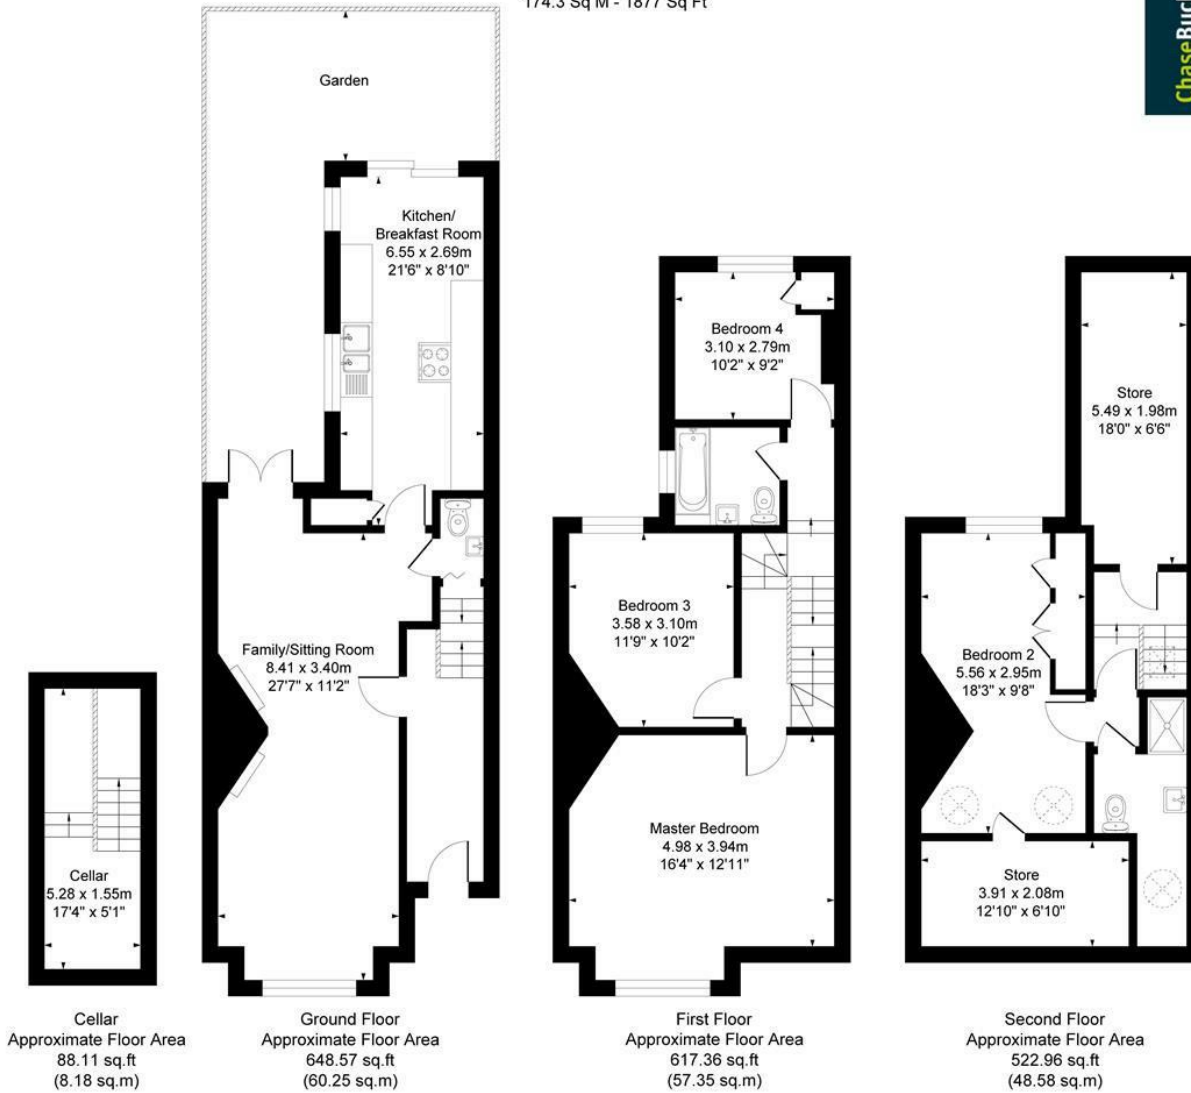 174.3 Sq M - 1877 Sq Ft
Garden
Kitchen/
Breakfast Room
6.55 x 2.69m
21'6" x 8'10"
Family/Sitting Room
8.41 x 3.40m
27'7" x 11'2"
Cellar
5.28 x 1.55m
17'4" x 5'1"
Bedroom 4
3.10 x 2.79m
10'2" x 9'2"
Bedroom 3
3.58 x 3.10m
11'9" x 10'2"
Master Bedroom
4.98 x 3.94m
16'4" x 12'11"
Store
5.49 x 1.98m
18'0" x 6'6"
Bedroom 2
5.56 x 2.95m
18'3" x 9'8"
Store
3.91 x 2.08m
12'10" x 6'10"
Cellar
Approximate Floor Area
88.11 sq.ft
(8.18 sq.m)
Ground Floor
Approximate Floor Area
648.57 sq.ft
(60.25 sq.m)
First Floor
Approximate Floor Area
617.36 sq.ft
(57.35 sq.m)
Second Floor
Approximate Floor Area
522.96 sq.ft
(48.58 sq.m)